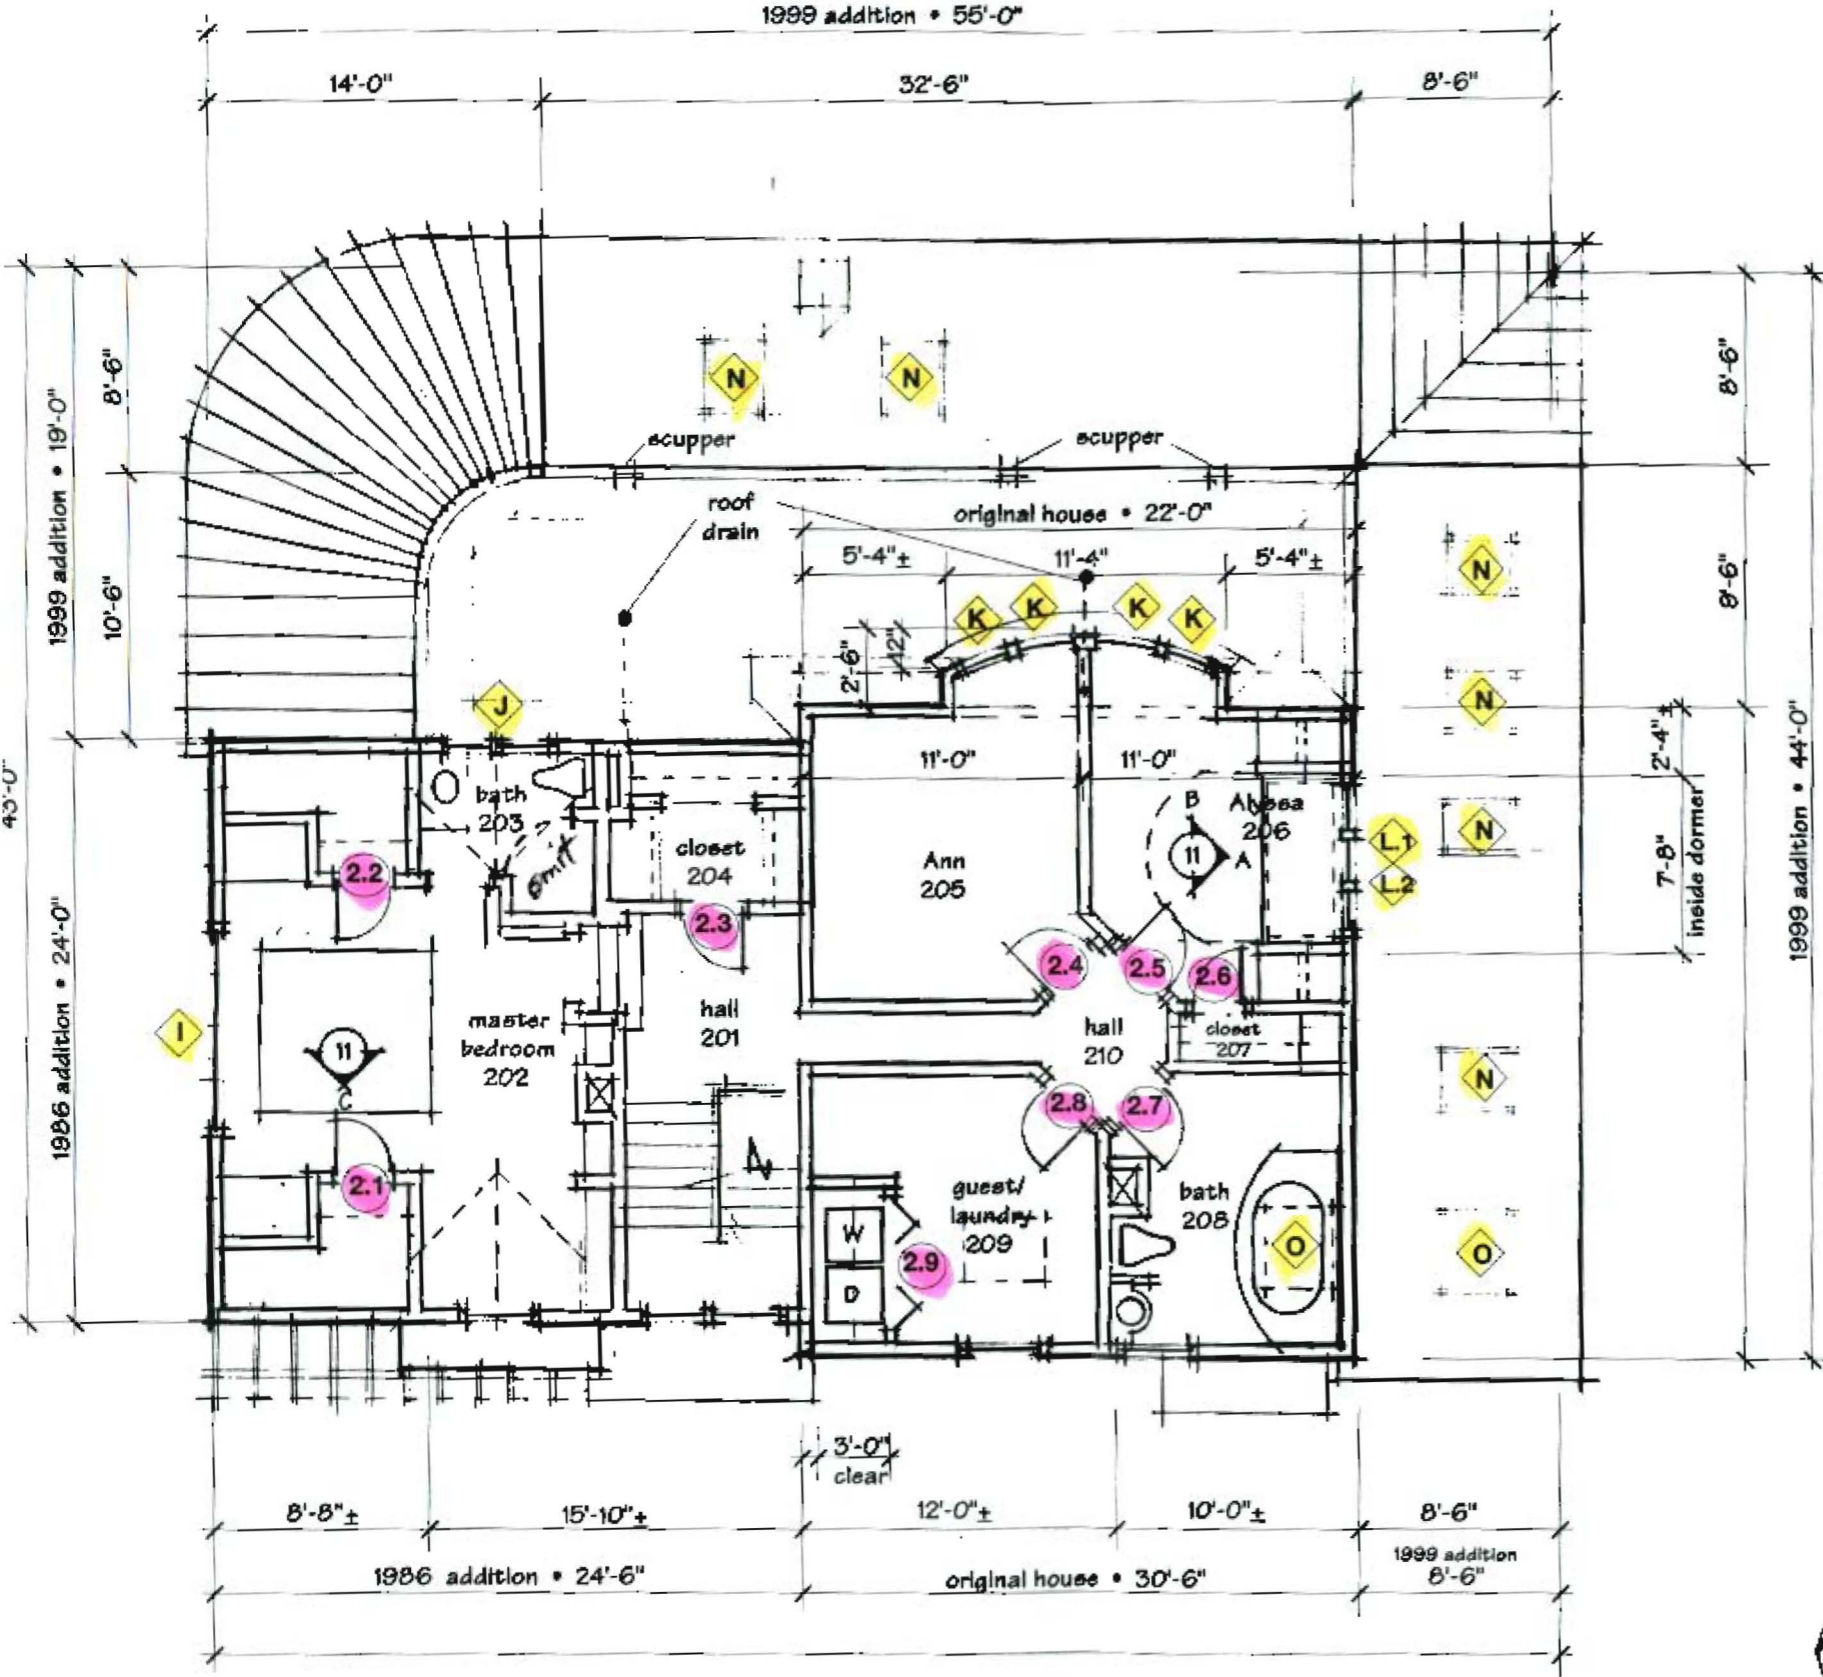 1999 addition • 55'-0"
14'-0"
32'-6"
8'-6"
N
N
8'-6"
8'-6"
scupper
scupper
1999 addition • 19'-0"
roof
drain
original house • 22'-0"
5'-4"±
11'-4"
5'-4"±
N
10'-6"
9'-6"
K
K
K
K
12"
2'-6"
J
N
2'-4"±
11'-0"
11'-0"
43'-0"
bath
203
omit
B
Alyssa
206
11
A
L.1
L.2
N
7'-8"
inside dormer
1999 addition • 44'-0"
closet
204
Ann
205
2.2
2.3
2.4
2.5
2.6
1986 addition • 24'-0"
I
master
bedroom
202
11
C
hall
201
hall
210
closet
207
N
2.8
2.7
2.1
guest/
laundry
209
bath
208
W
D
2.9
O
O
3'-0"
clear
8'-8"±
15'-10"±
12'-0"±
10'-0"±
8'-6"
1986 addition • 24'-6"
original house • 30'-6"
1999 addition
8'-6"